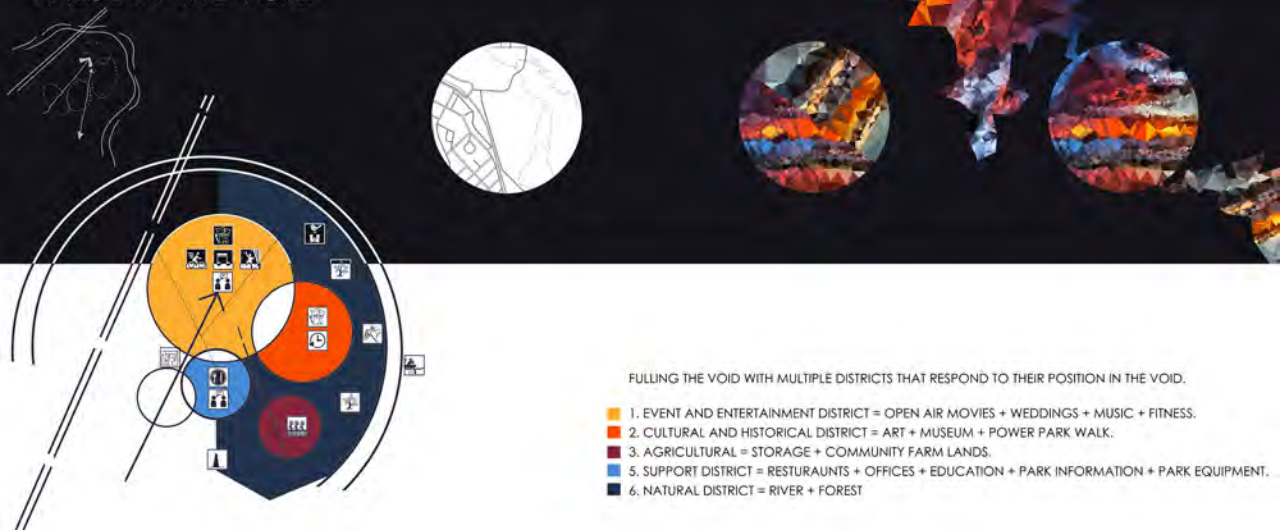 FULLING THE VOID WITH MULTIPLE DISTRICTS THAT RESPOND TO THEIR POSITION IN THE VOID.
1. EVENT AND ENTERTAINMENT DISTRICT = OPEN AIR MOVIES + WEDDINGS + MUSIC + FITNESS.
2. CULTURAL AND HISTORICAL DISTRICT = ART + MUSEUM + POWER PARK WALK.
3. AGRICULTURAL = STORAGE + COMMUNITY FARM LANDS.
5. SUPPORT DISTRICT = RESTURAUNTS + OFFICES + EDUCATION + PARK INFORMATION + PARK EQUIPMENT.
6. NATURAL DISTRICT = RIVER + FOREST